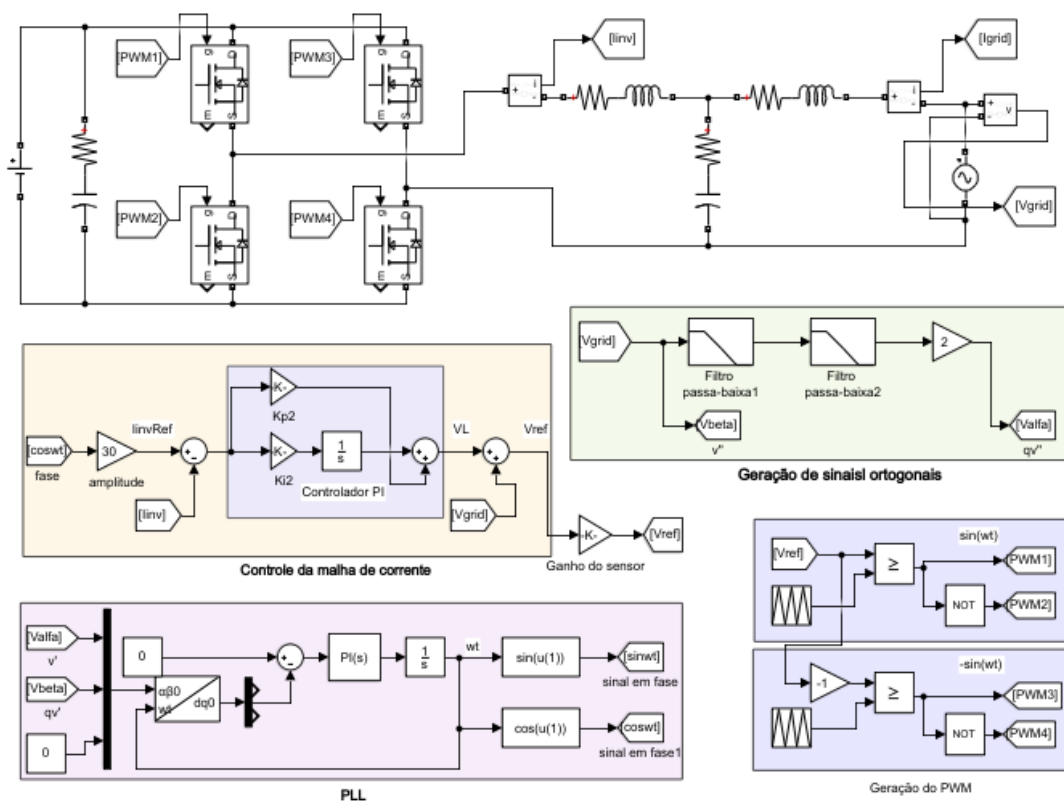 [PWM1]
[PWM3]
[Iinv]
[Igrid]
g
D
m
S
g
D
m
S
+
i
-
+
i
-
+
-
v
[PWM2]
[PWM4]
g
D
m
S
g
D
m
S
[Vgrid]
[Vgrid]
Filtro
passa-baixa1
Filtro
passa-baixa2
2
[Vbeta]
v"
[Valfa]
qv"
Geração de sinaisl ortogonais
[coswt]
fase
30
amplitude
IinvRef
[Iinv]
-K-
Kp2
-K-
Ki2
1
s
Controlador PI
VL
Vref
[Vgrid]
-K-
Ganho do sensor
[Vref]
Controle da malha de corrente
[Vref]
≥
sin(wt)
[PWM1]
NOT
[PWM2]
-1
≥
-sin(wt)
[PWM3]
NOT
[PWM4]
Geração do PWM
[Valfa]
v'
[Vbeta]
qv'
0
0
αβ0
wt
dq0
PI(s)
1
s
wt
sin(u(1))
[sinwt]
sinal em fase
cos(u(1))
[coswt]
sinal em fase1
PLL